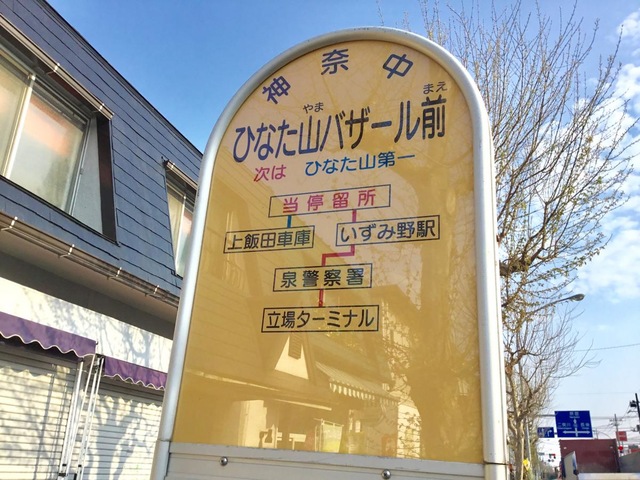 神奈中
やま まえ
ひなた山バザール前
次は ひなた山第一
当停留所
上飯田車庫 いずみ野駅
泉警察署
立場ターミナル